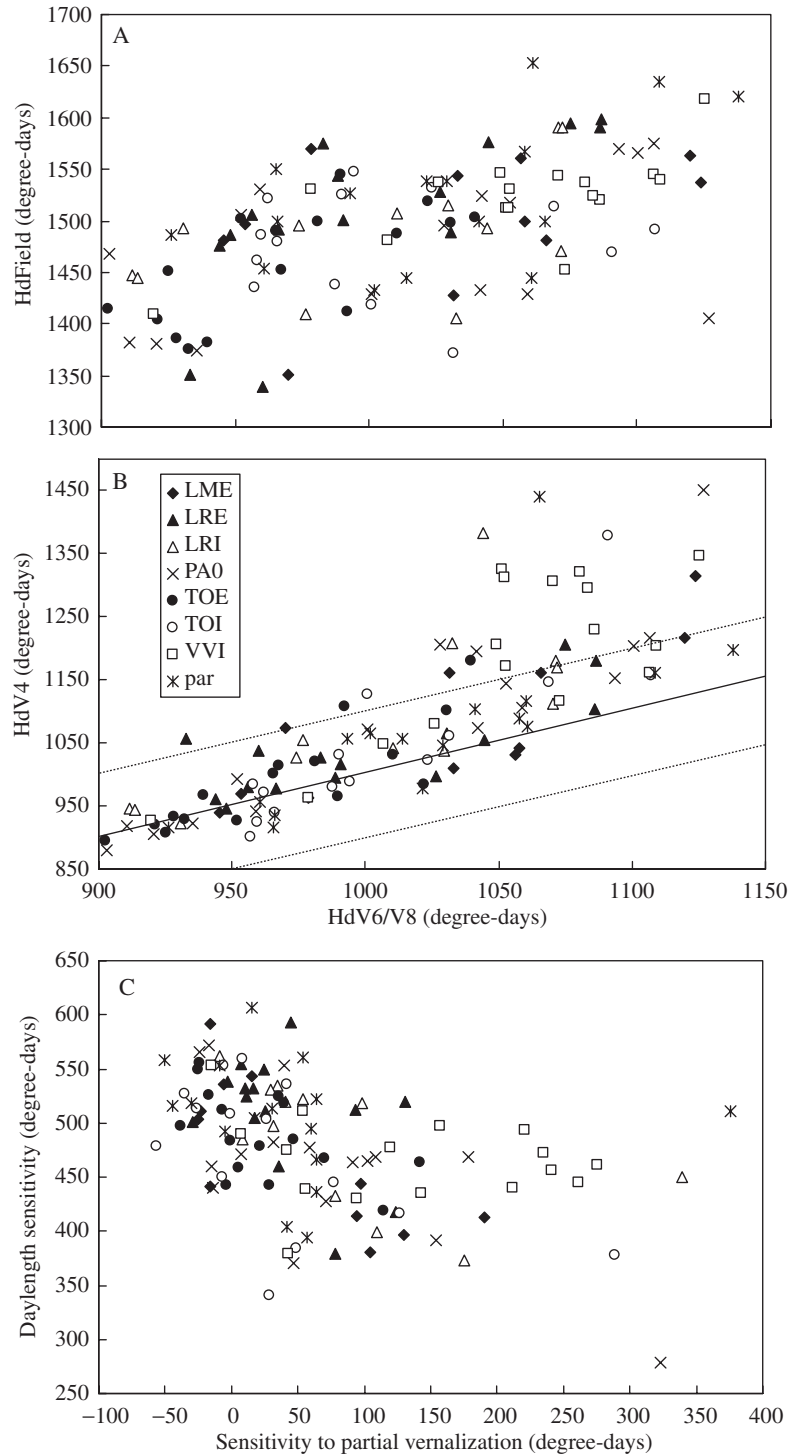 A
HdField (degree-days)
1700
1650
1600
1550
1500
1450
1400
1350
1300
B
HdV4 (degree-days)
1450
1350
1250
1150
1050
950
850
LME
LRE
LRI
PA0
TOE
TOI
VVI
par
900 950 1000 1050 1100 1150
HdV6/V8 (degree-days)
C
Daylength sensitivity (degree-days)
650
600
550
500
450
400
350
300
250
−100 −50 0 50 100 150 200 250 300 350 400
Sensitivity to partial vernalization (degree-days)